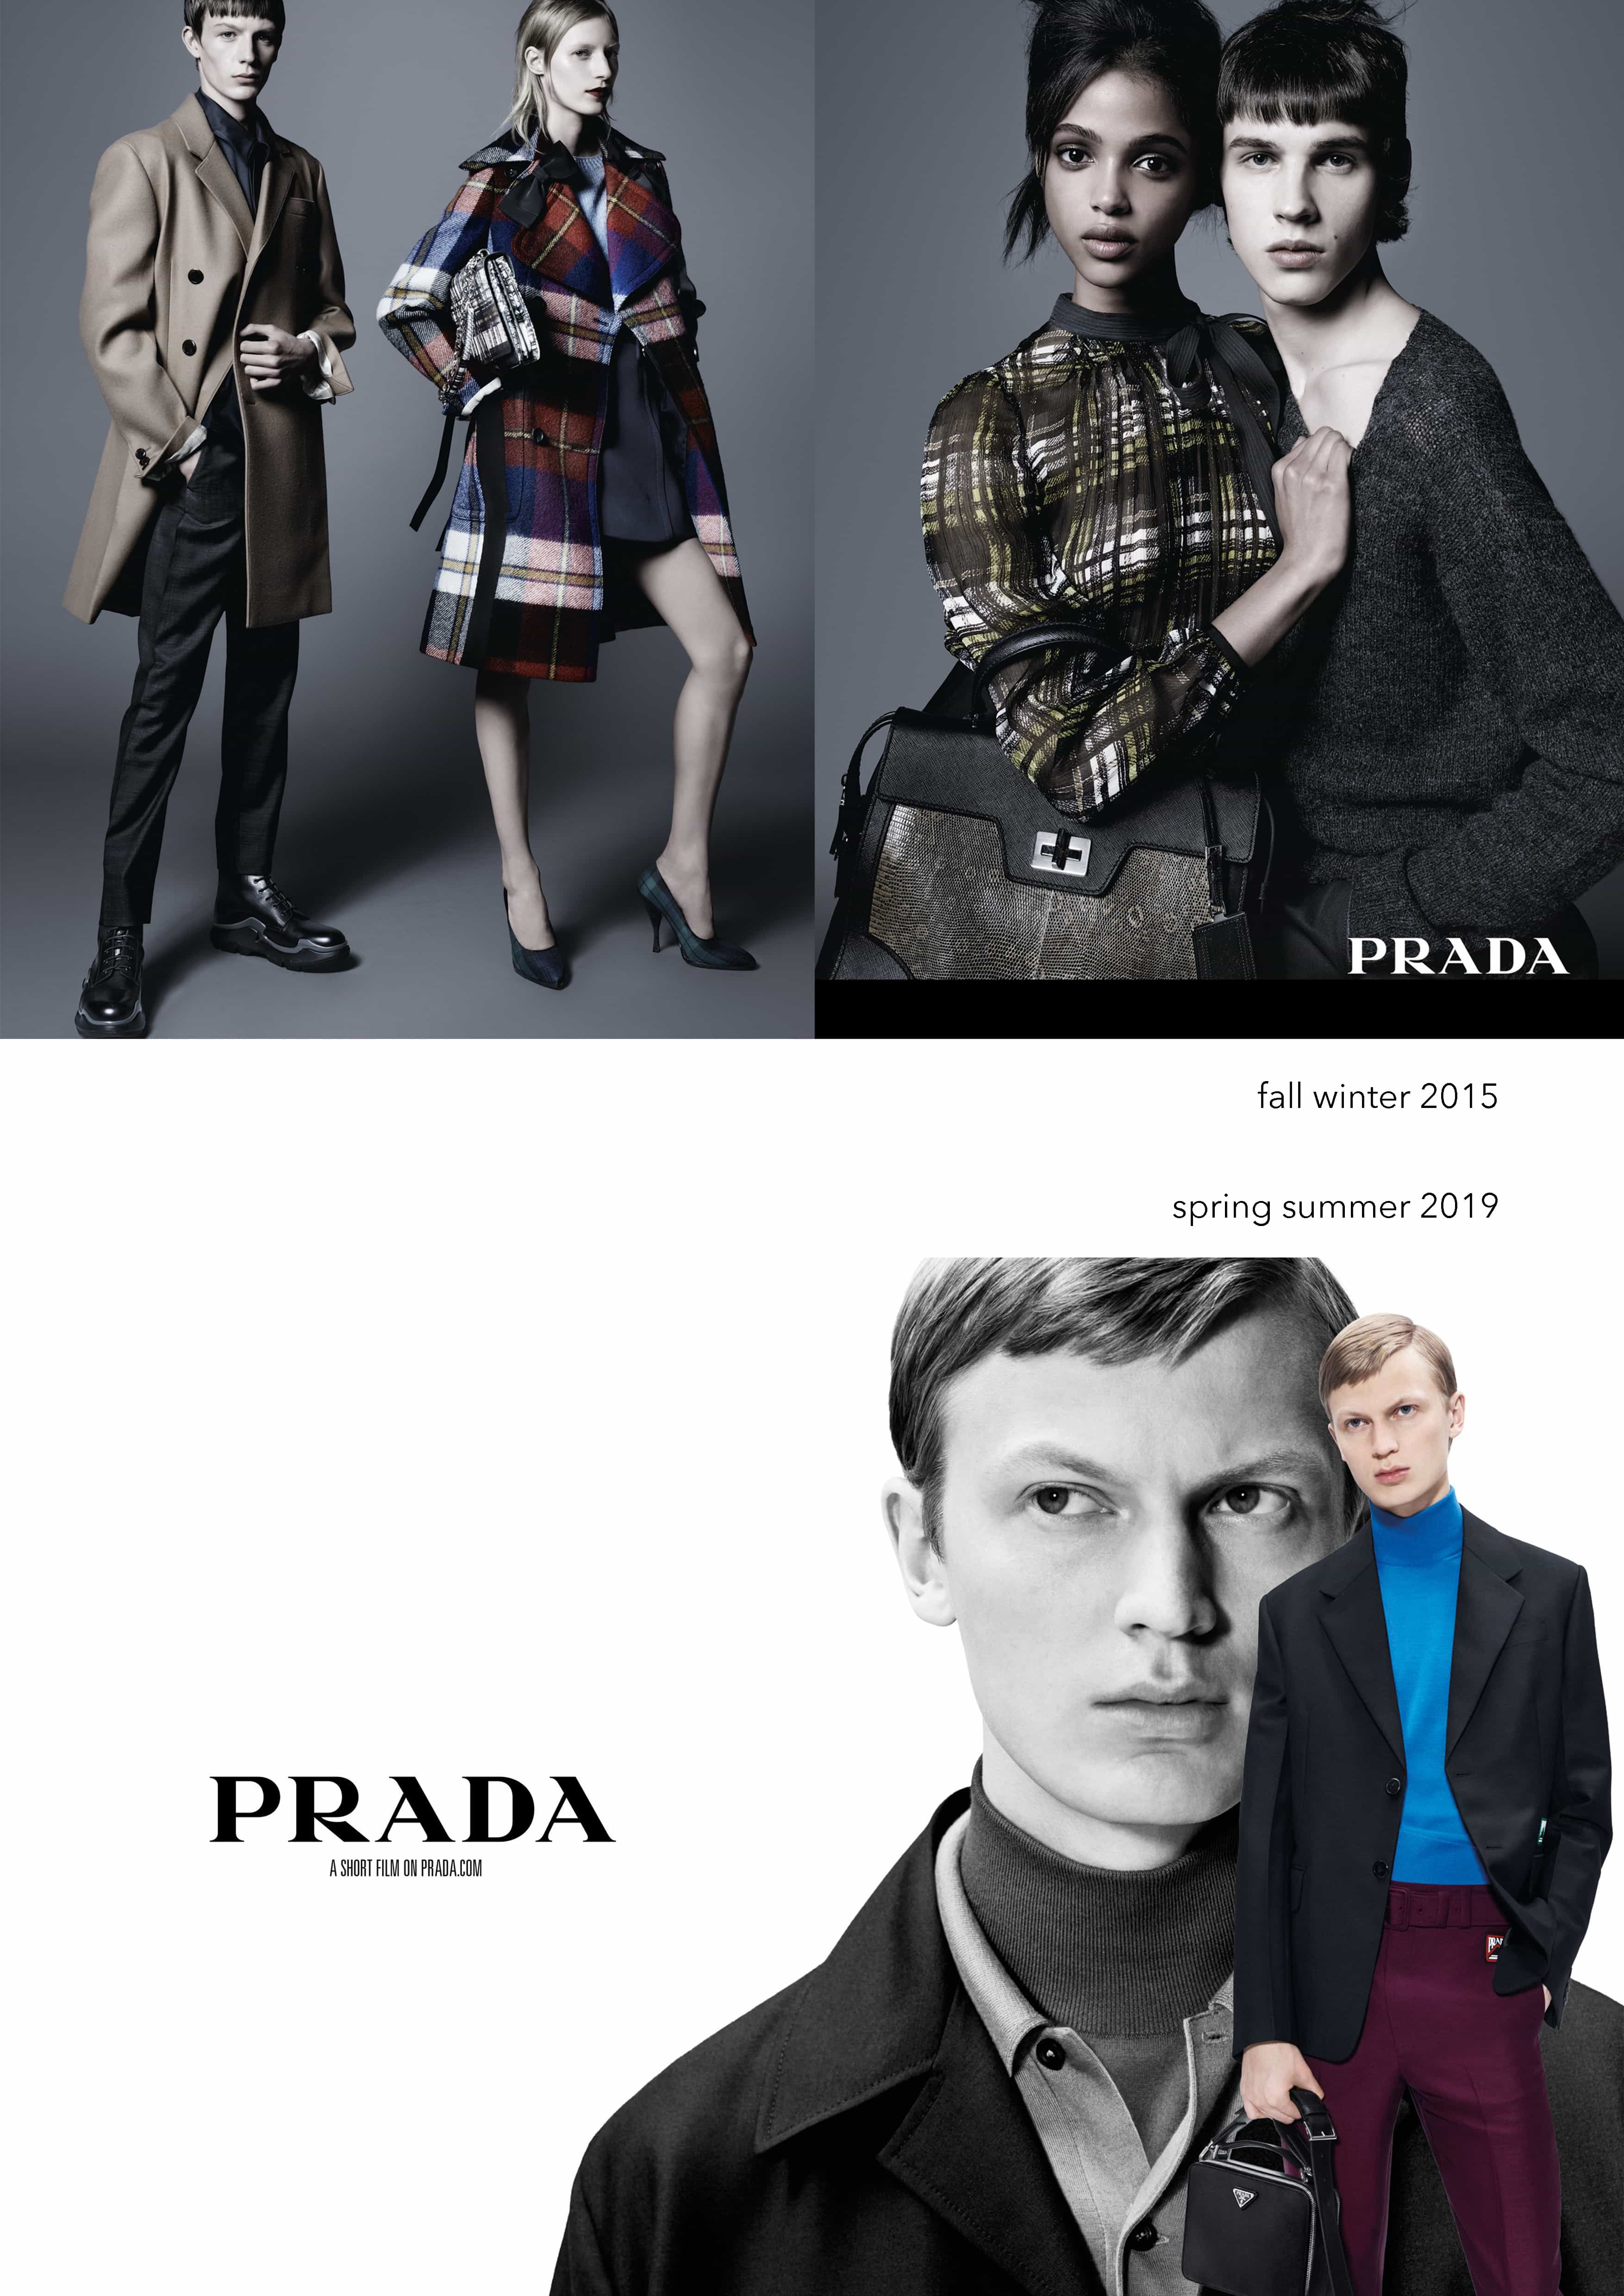 PRADA
fall winter 2015
spring summer 2019
PRADA
A SHORT FILM ON PRADA.COM